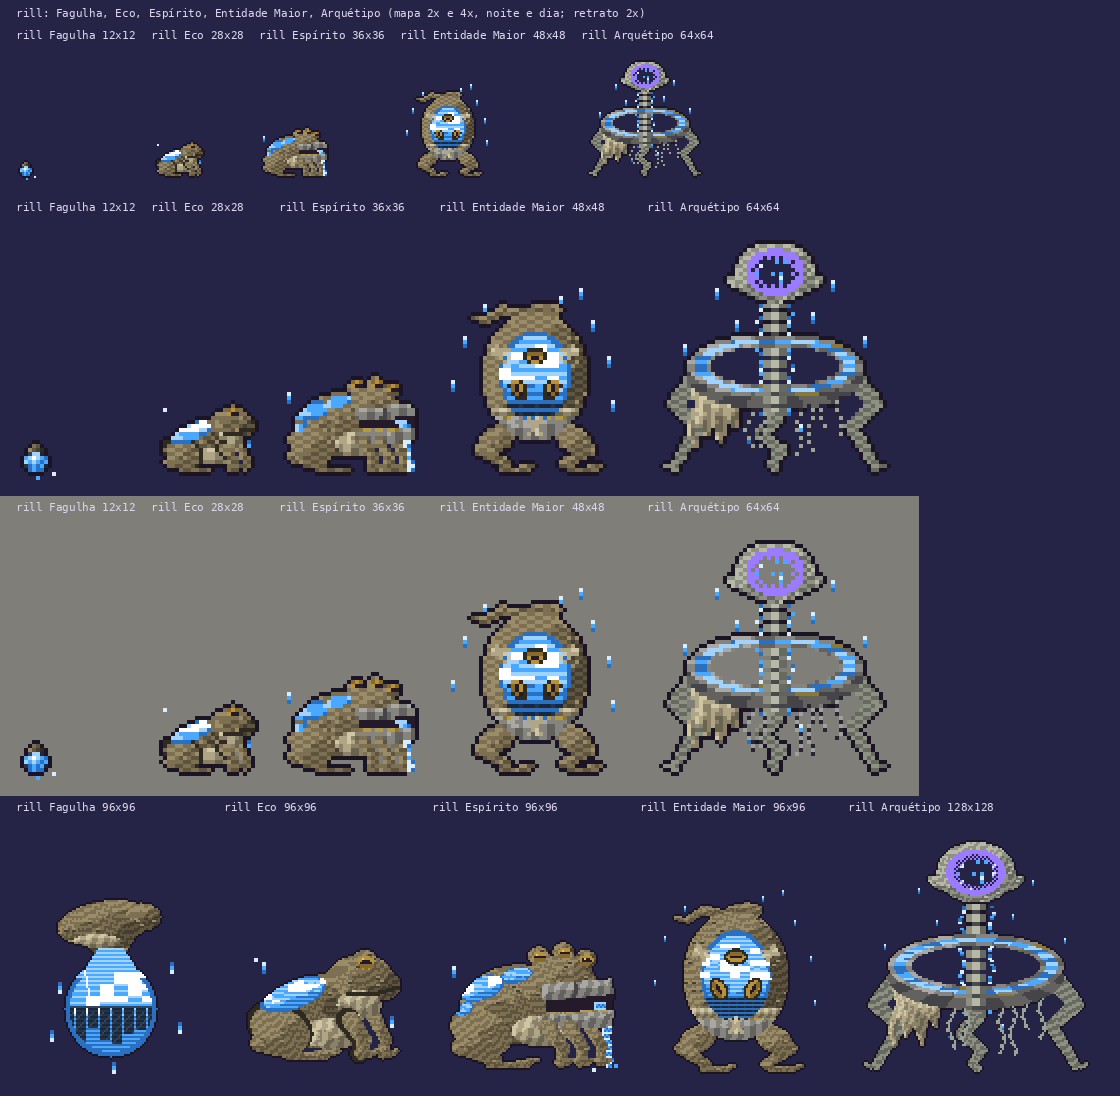 rill: Fagulha, Eco, Espírito, Entidade Maior, Arquétipo (mapa 2x e 4x, noite e dia; retrato 2x)
rill Fagulha 12x12 rill Eco 28x28 rill Espírito 36x36 rill Entidade Maior 48x48 rill Arquétipo 64x64
rill Fagulha 12x12 rill Eco 28x28 rill Espírito 36x36 rill Entidade Maior 48x48 rill Arquétipo 64x64
rill Fagulha 12x12 rill Eco 28x28 rill Espírito 36x36 rill Entidade Maior 48x48 rill Arquétipo 64x64
rill Fagulha 96x96 rill Eco 96x96 rill Espírito 96x96 rill Entidade Maior 96x96 rill Arquétipo 128x128